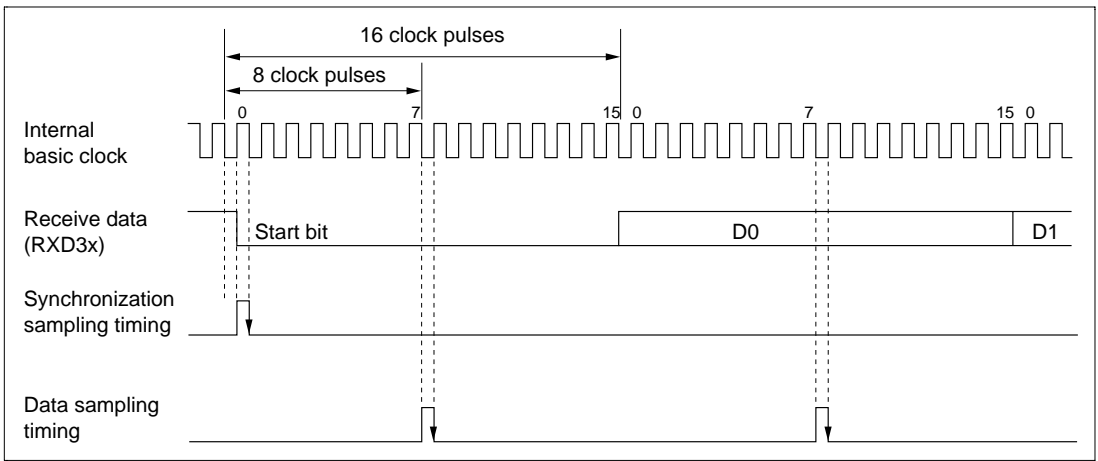 16 clock pulses
8 clock pulses
0 7 15 0 7 15 0
Internal
basic clock
Receive data
(RXD3x)
Start bit D0 D1
Synchronization
sampling timing
Data sampling
timing